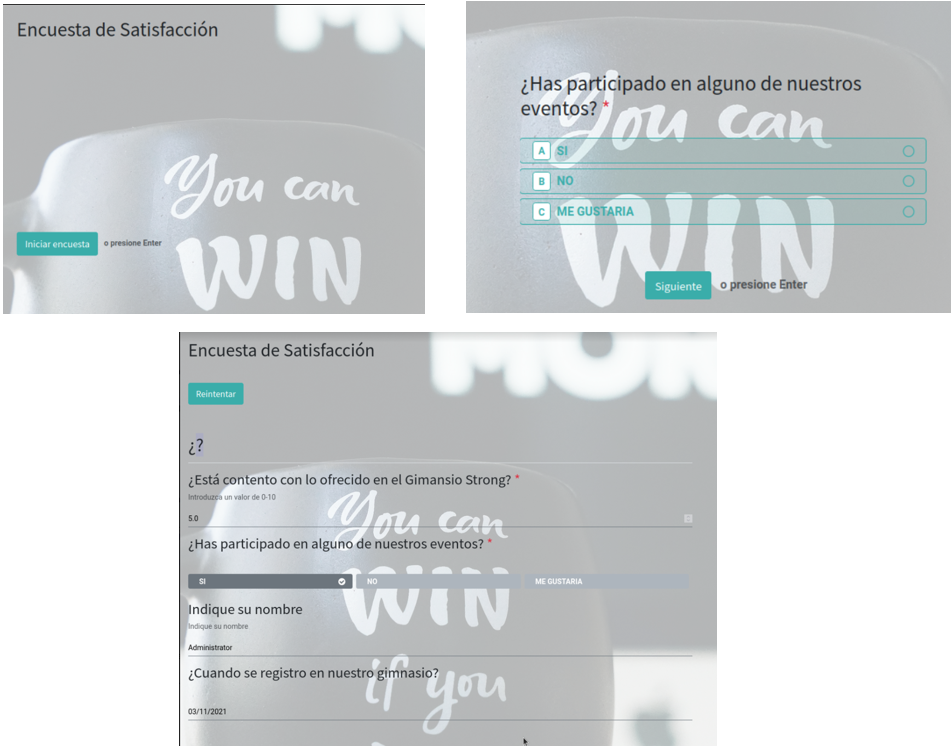 Encuesta de Satisfacción
You can
WIN
Iniciar encuesta o presione Enter
¿Has participado en alguno de nuestros
eventos? *
You can
A SI
B NO
C ME GUSTARIA
WIN
Siguiente o presione Enter
Encuesta de Satisfacción
Reintentar
¿?
¿Está contento con lo ofrecido en el Gimansio Strong? *
Introduzca un valor de 0-10
You can
5.0
¿Has participado en alguno de nuestros eventos? *
SI NO ME GUSTARIA
WIN
Indique su nombre
Indique su nombre
Administrator
¿Cuando se registro en nuestro gimnasio?
if you
03/11/2021